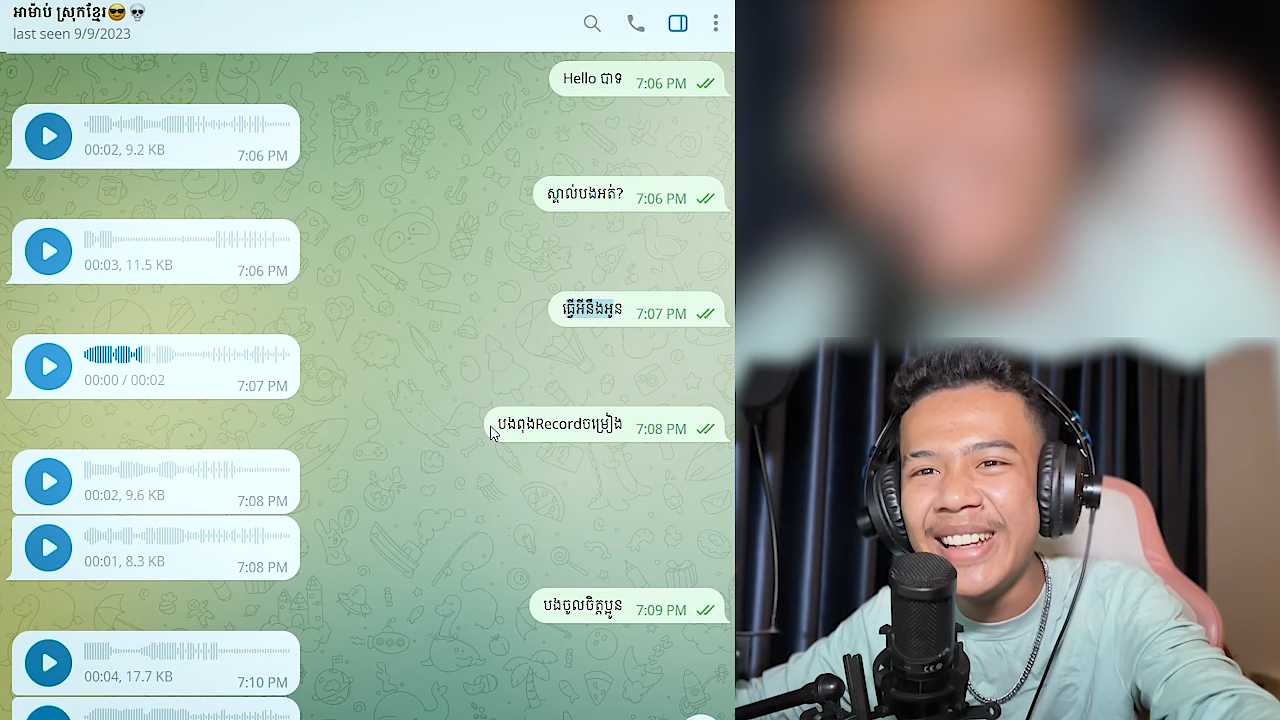 អាម៉ាប់ ស្រុកខ្មែរ😎💀
last seen 9/9/2023
Hello បាទ 7:06 PM
00:02, 9.2 KB 7:06 PM
ស្គាល់បងអត់? 7:06 PM
00:03, 11.5 KB 7:06 PM
ធ្វើអីនឹងអូន 7:07 PM
00:00 / 00:02 7:07 PM
បងពុងRecordចម្រៀង 7:08 PM
00:02, 9.6 KB 7:08 PM
00:01, 8.3 KB 7:08 PM
បងចូលចិត្តប្អូន 7:09 PM
00:04, 17.7 KB 7:10 PM